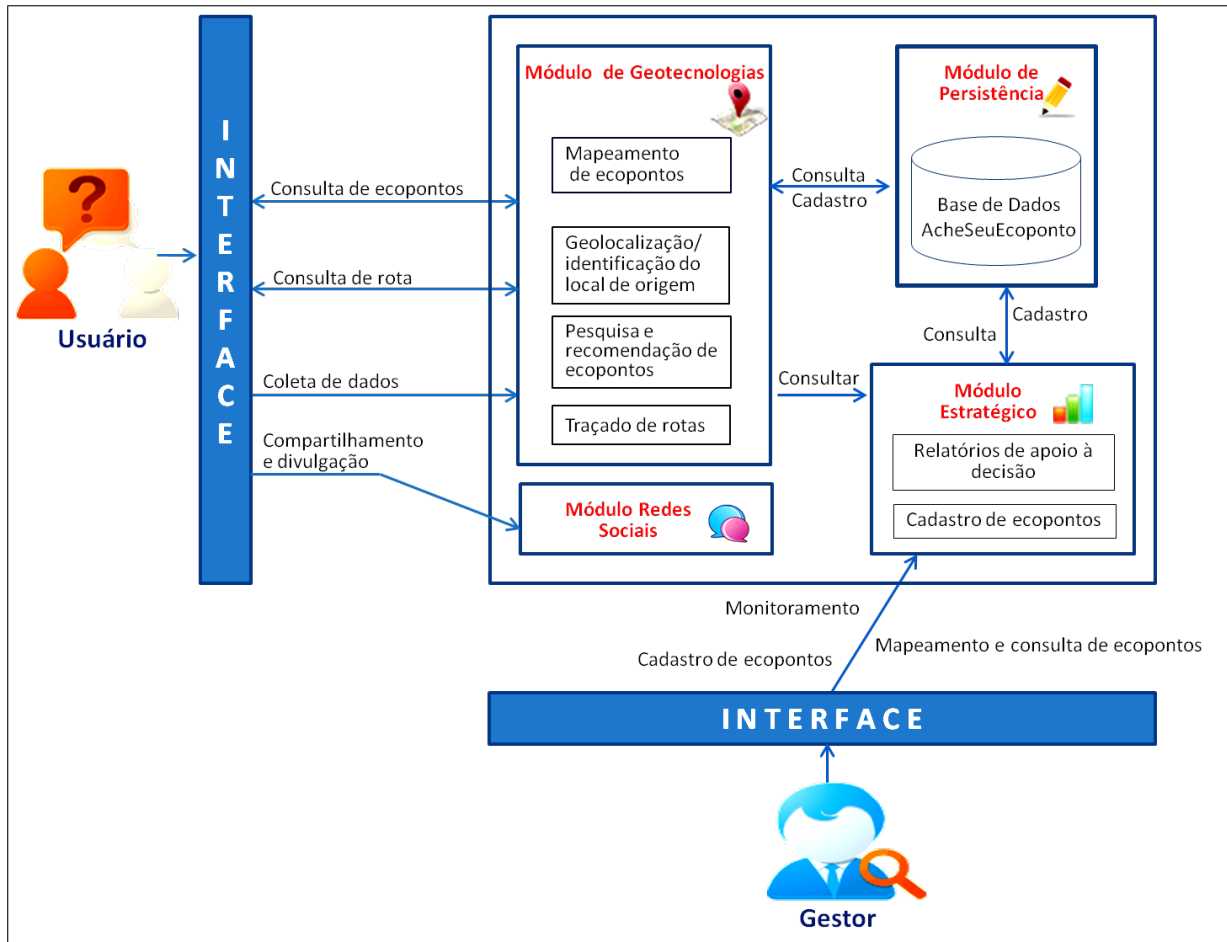 Módulo de Geotecnologias
Módulo de
Persistência
INTERFACE
Mapeamento
de ecopontos
Consulta de ecopontos
Consulta
Cadastro
Base de Dados
AcheSeuEcoponto
Geolocalização/
identificação do
local de origem
Consulta de rota
Usuário
Pesquisa e
recomendação de
ecopontos
Cadastro
Consulta
Coleta de dados
Consultar
Módulo
Estratégico
Traçado de rotas
Compartilhamento
e divulgação
Relatórios de apoio à
decisão
Módulo Redes
Sociais
Cadastro de ecopontos
Monitoramento
Cadastro de ecopontos
Mapeamento e consulta de ecopontos
INTERFACE
Gestor